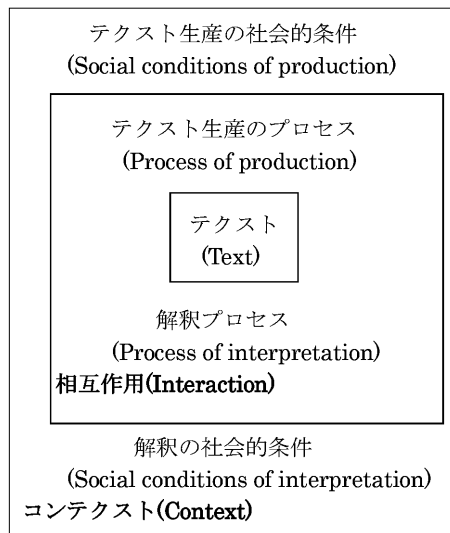 テクスト生産の社会的条件
(Social conditions of production)
テクスト生産のプロセス
(Process of production)
テクスト
(Text)
解釈プロセス
(Process of interpretation)
相互作用(Interaction)
解釈の社会的条件
(Social conditions of interpretation)
コンテクスト(Context)